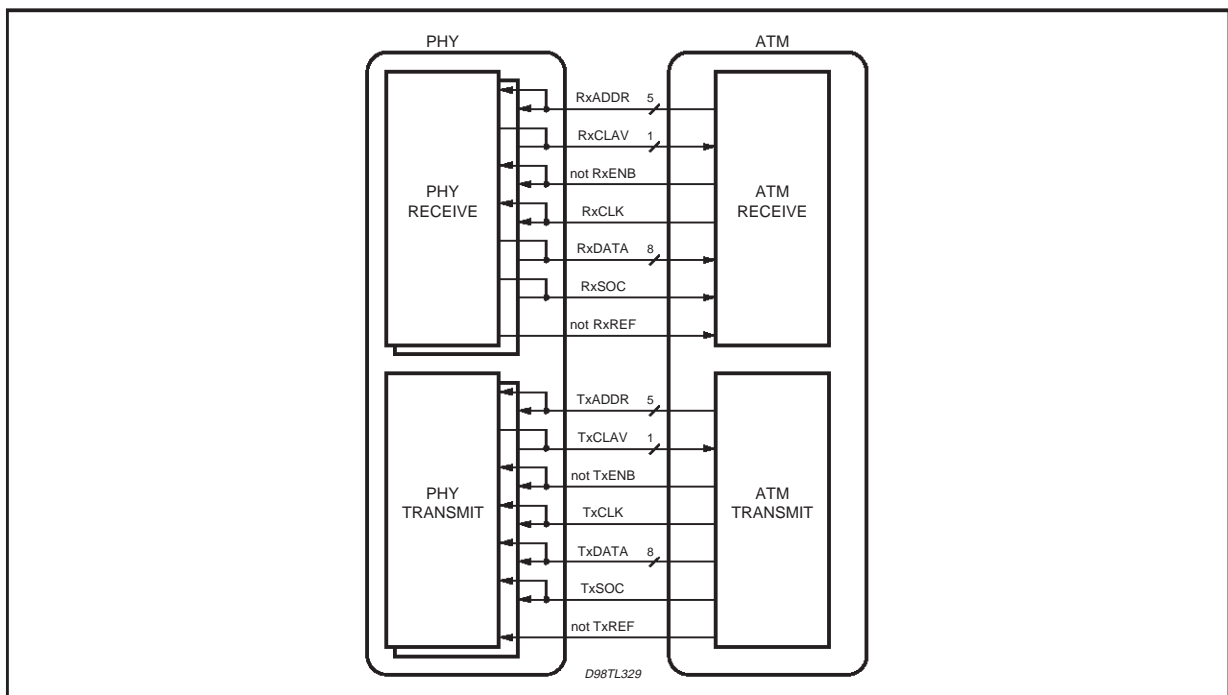 PHY
ATM
RxADDR 5
RxCLAV 1
not RxENB
RxCLK
RxDATA 8
RxSOC
not RxREF
PHY
RECEIVE
ATM
RECEIVE
TxADDR 5
TxCLAV 1
not TxENB
TxCLK
TxDATA 8
TxSOC
not TxREF
PHY
TRANSMIT
ATM
TRANSMIT
D98TL329